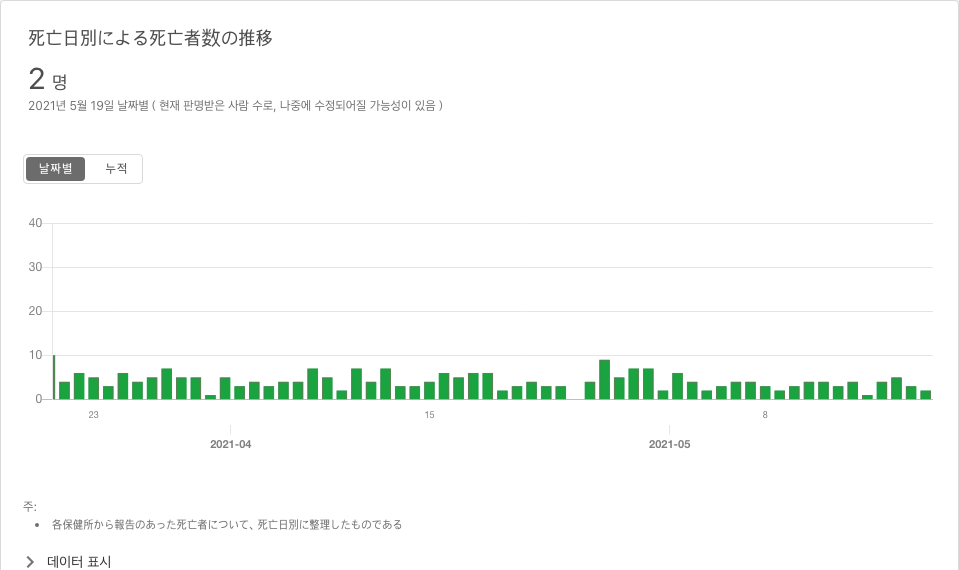 死亡日別による死亡者数の推移
2 명
2021년 5월 19일 날짜별 ( 현재 판명받은 사람 수로, 나중에 수정되어질 가능성이 있음 )
날짜별 누적
40
30
20
10
0
23 15 8
2021-04 2021-05
주:
• 各保健所から報告のあった死亡者について、死亡日別に整理したものである
데이터 표시